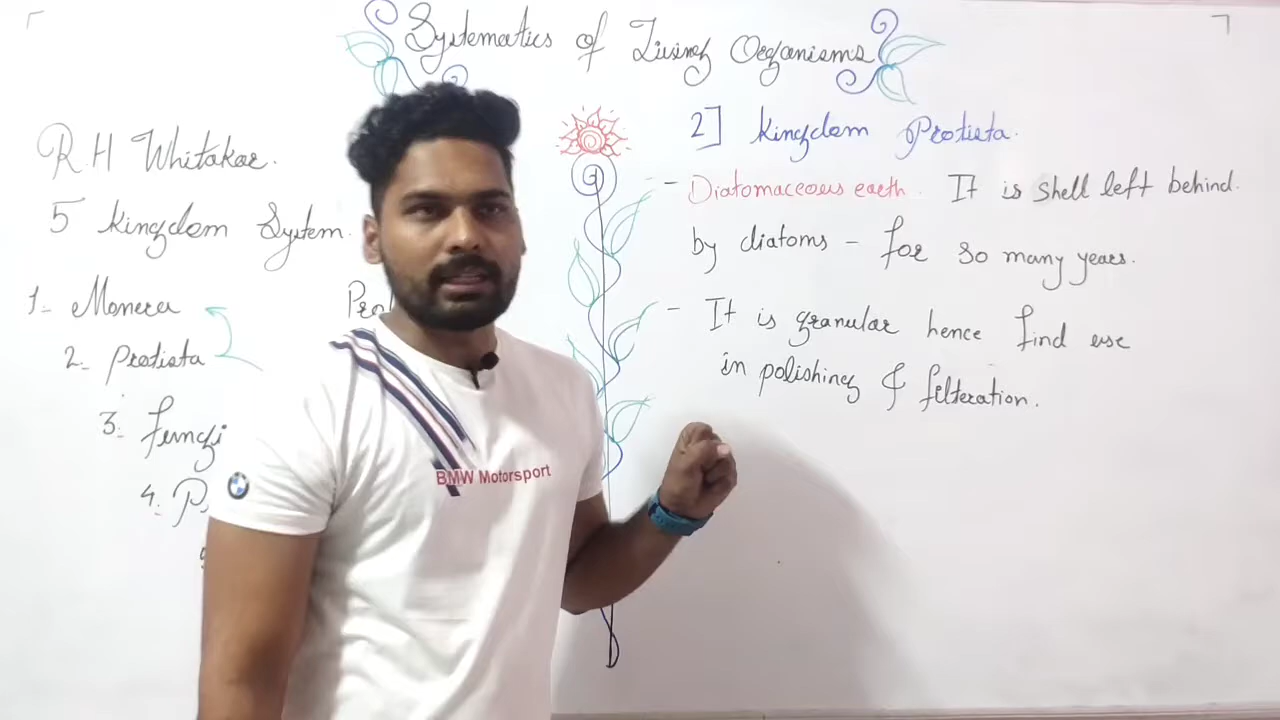 Systematics of Living Organisms
R H Whitakar.
5 kingdom System.
1- Monera
2- Protista
3- Fungi
4.
2] kingdom Protista.
- Diatomaceous earth. It is shell left behind.
by diatoms - for so many years.
- It is granular hence find use
in polishing & filteration.
BMW Motorsport